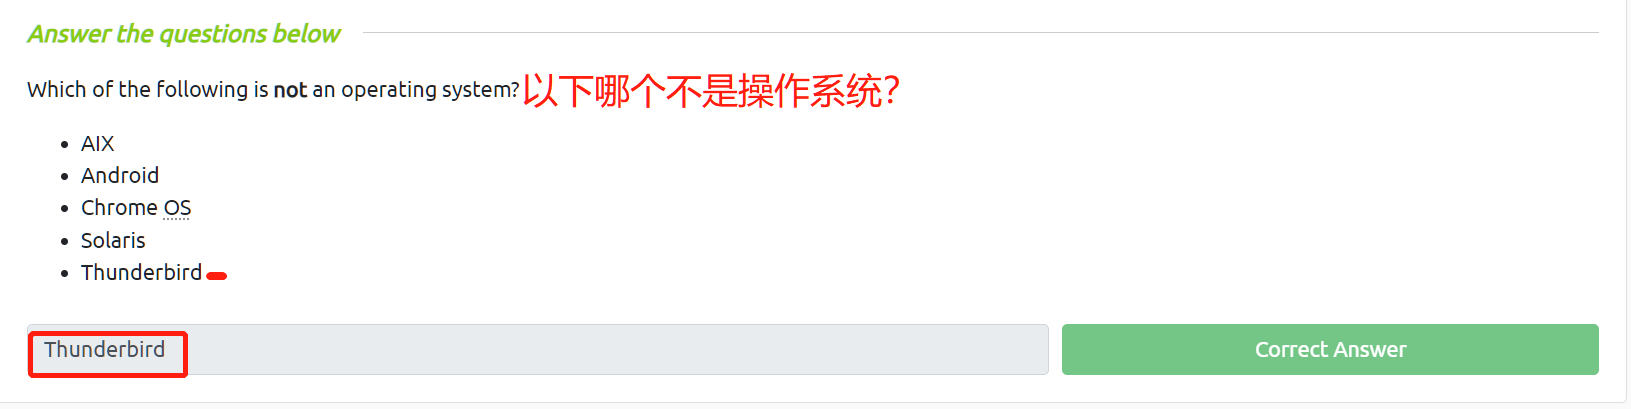 Answer the questions below
Which of the following is not an operating system?以下哪个不是操作系统?
AIX
Android
Chrome OS
Solaris
Thunderbird
Thunderbird
Correct Answer